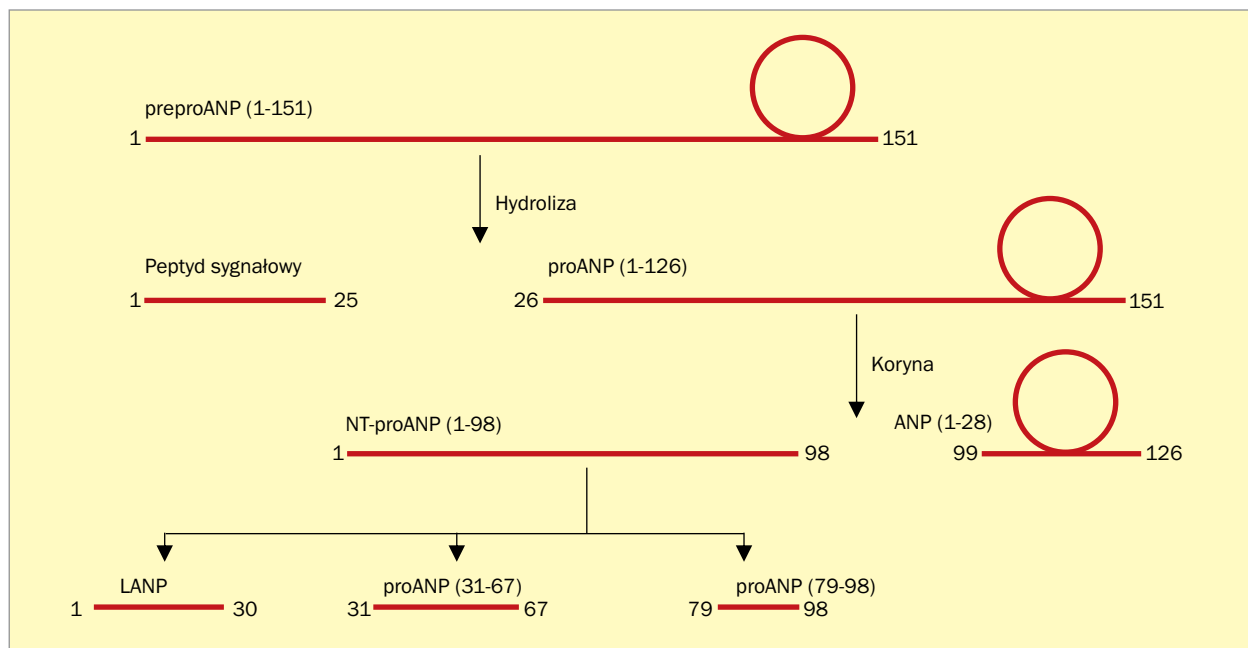 preproANP (1-151)
1 151
Hydroliza
Peptyd sygnałowy proANP (1-126)
1 25 26 151
Koryna
NT-proANP (1-98) ANP (1-28)
1 98 99 126
LANP proANP (31-67) proANP (79-98)
1 30 31 67 79 98